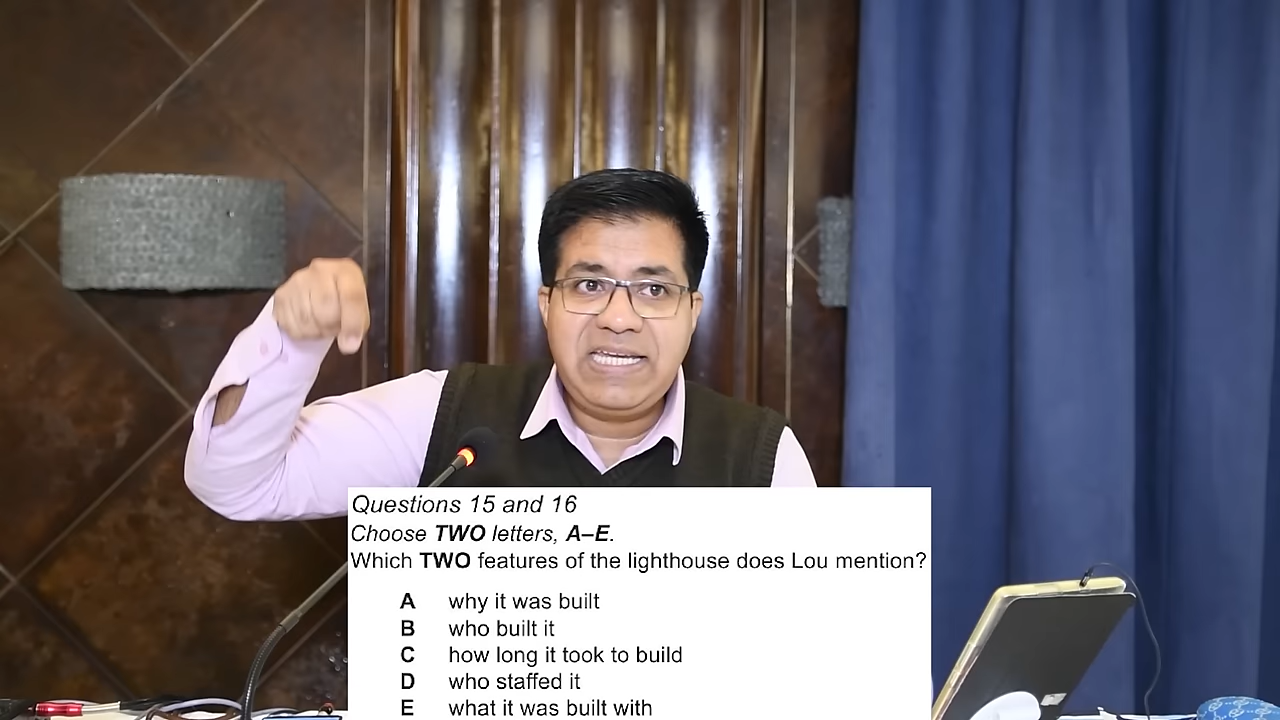 Questions 15 and 16
Choose TWO letters, A–E.
Which TWO features of the lighthouse does Lou mention?
A why it was built
B who built it
C how long it took to build
D who staffed it
E what it was built with